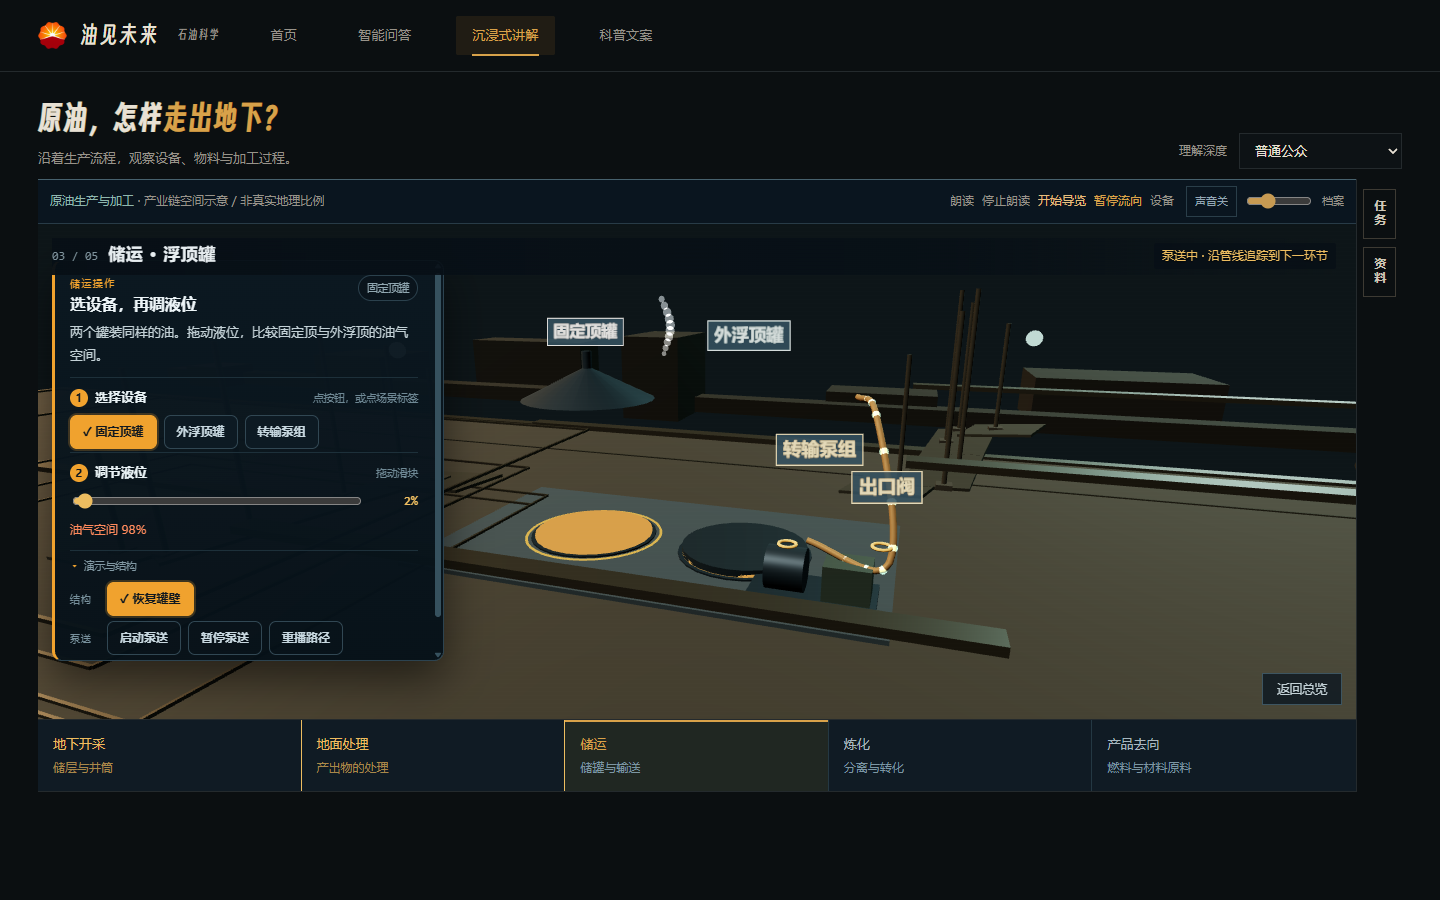 油见未来 石油科学 首页 智能问答 沉浸式讲解 科普文案
原油，怎样走出地下？
沿着生产流程，观察设备、物料与加工过程。
理解深度 普通公众
原油生产与加工 · 产业链空间示意 / 非真实地理比例
朗读 停止朗读 开始导览 暂停流向 设备 声音关 档案
任务
资料
03 / 05 储运 • 浮顶罐
泵送中 · 沿管线追踪到下一环节
储运操作
固定顶罐
选设备，再调液位
两个罐装同样的油。拖动液位，比较固定顶与外浮顶的油气
空间。
1 选择设备 点按钮，或点场景标签
✓ 固定顶罐 外浮顶罐 转输泵组
2 调节液位 拖动滑块
2%
油气空间 98%
演示与结构
结构 ✓ 恢复罐壁
泵送 启动泵送 暂停泵送 重播路径
固定顶罐
外浮顶罐
转输泵组
出口阀
返回总览
地下开采
储层与井筒
地面处理
产出物的处理
储运
储罐与输送
炼化
分离与转化
产品去向
燃料与材料原料